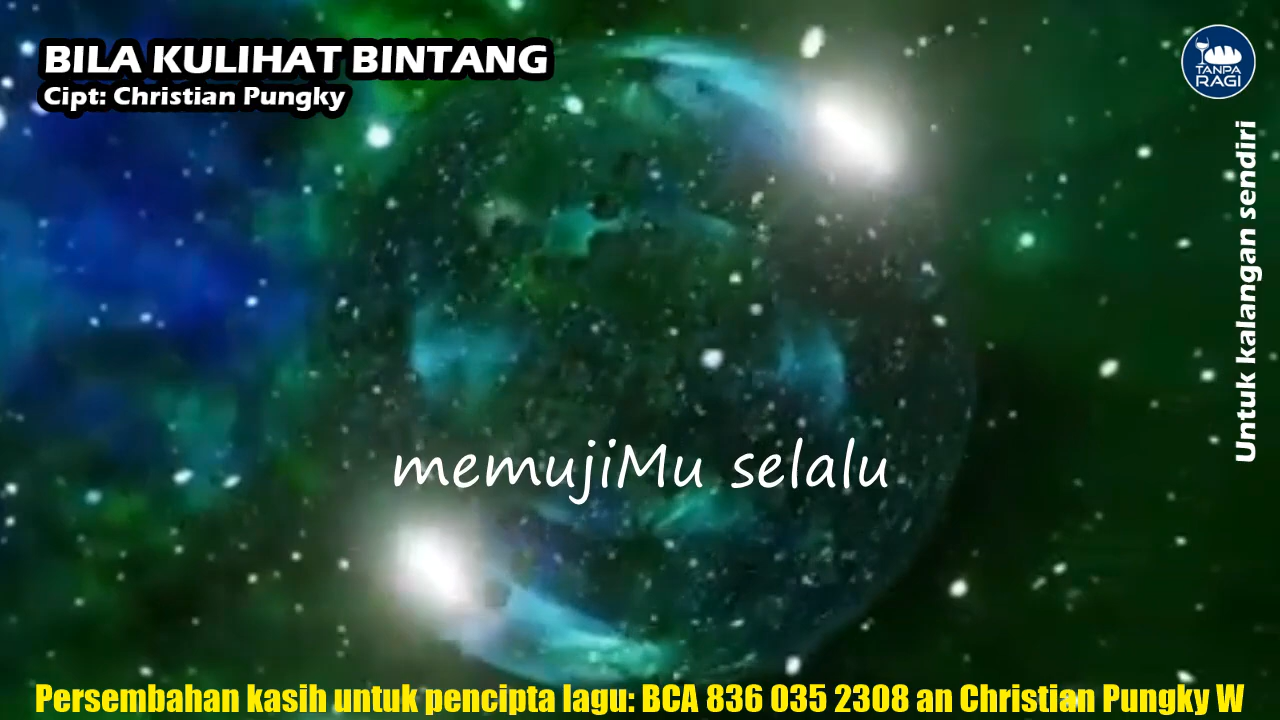 BILA KULIHAT BINTANG
Cipt: Christian Pungky
TANPA
RAGI
Untuk kalangan sendiri
memujiMu selalu
Persembahan kasih untuk pencipta lagu: BCA 836 035 2308 an Christian Pungky W